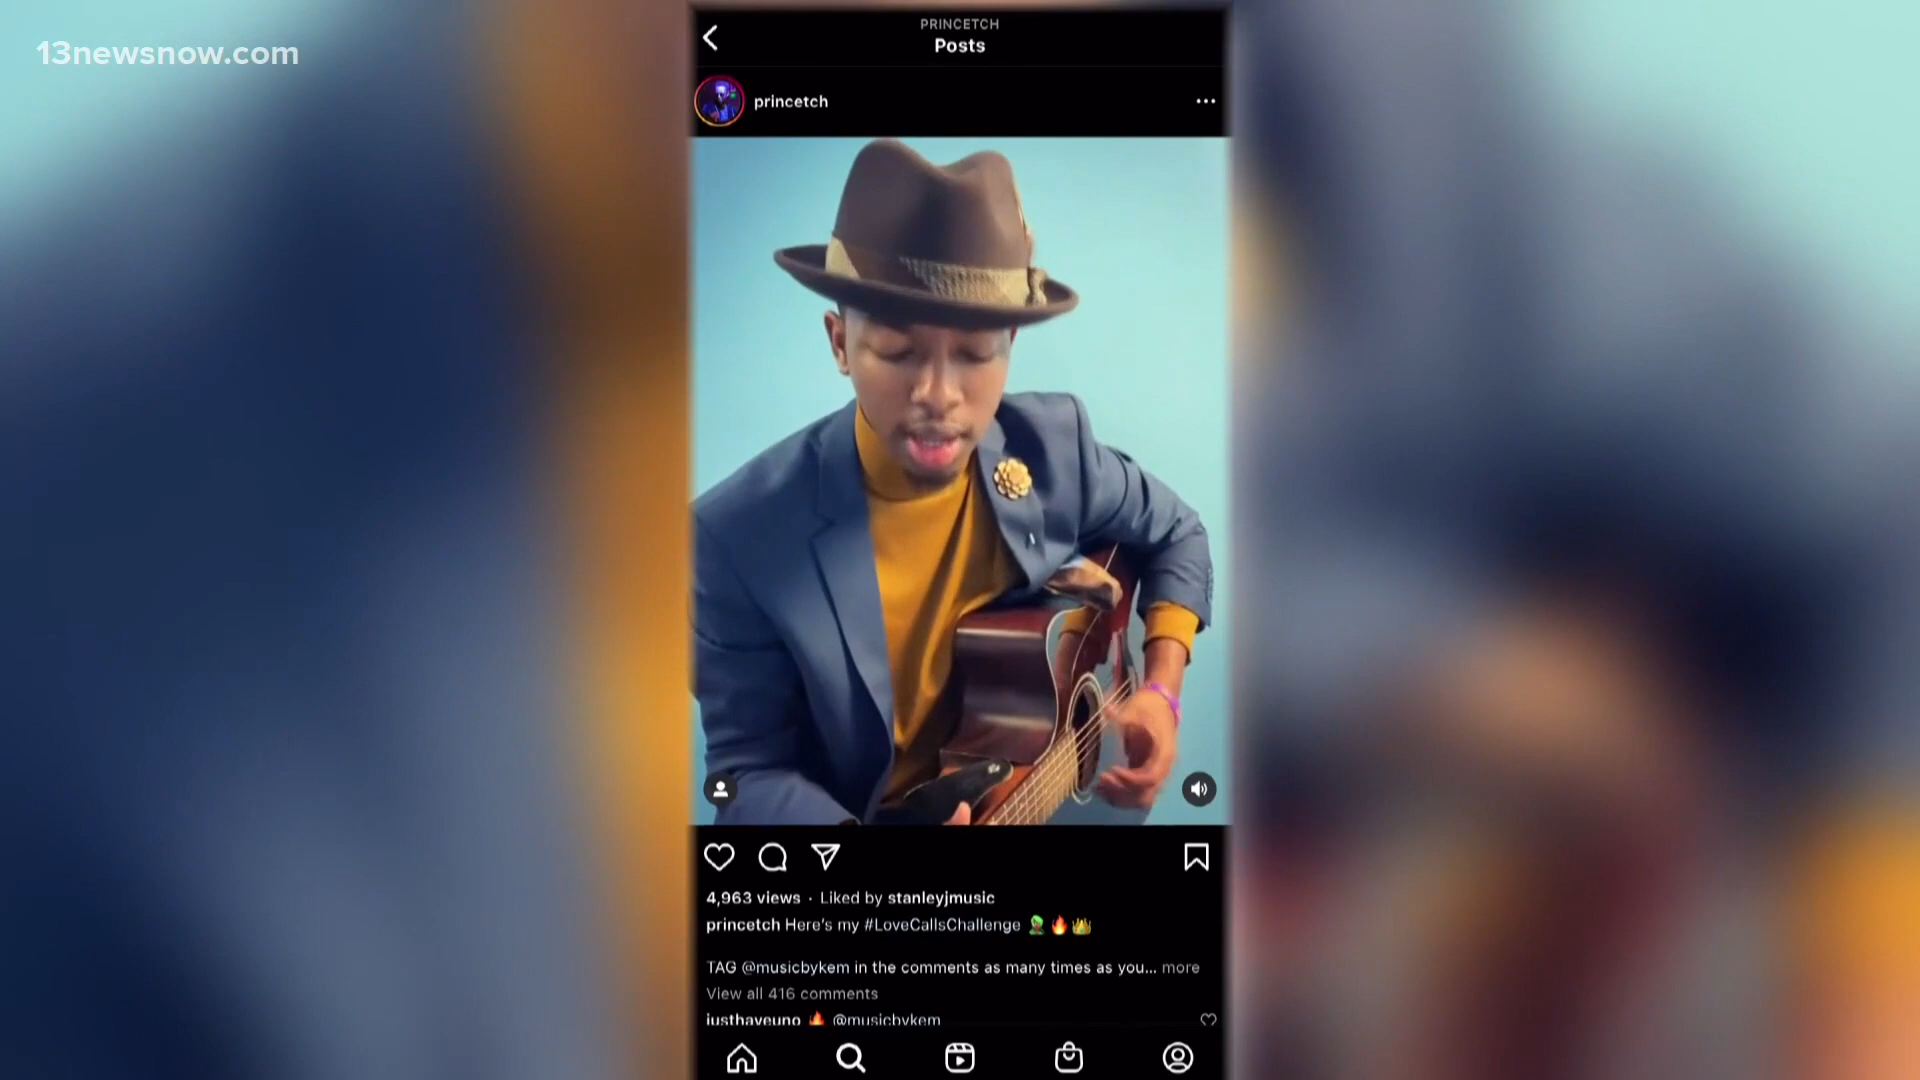 13newsnow.com
PRINCETCH
Posts
princetch
4,963 views · Liked by stanleyjmusic
princetch Here's my #LoveCallsChallenge 🧟‍♂️🔥👑
TAG @musicbykem in the comments as many times as you... more
View all 416 comments
justhaveuno 🔥 @musicbykem